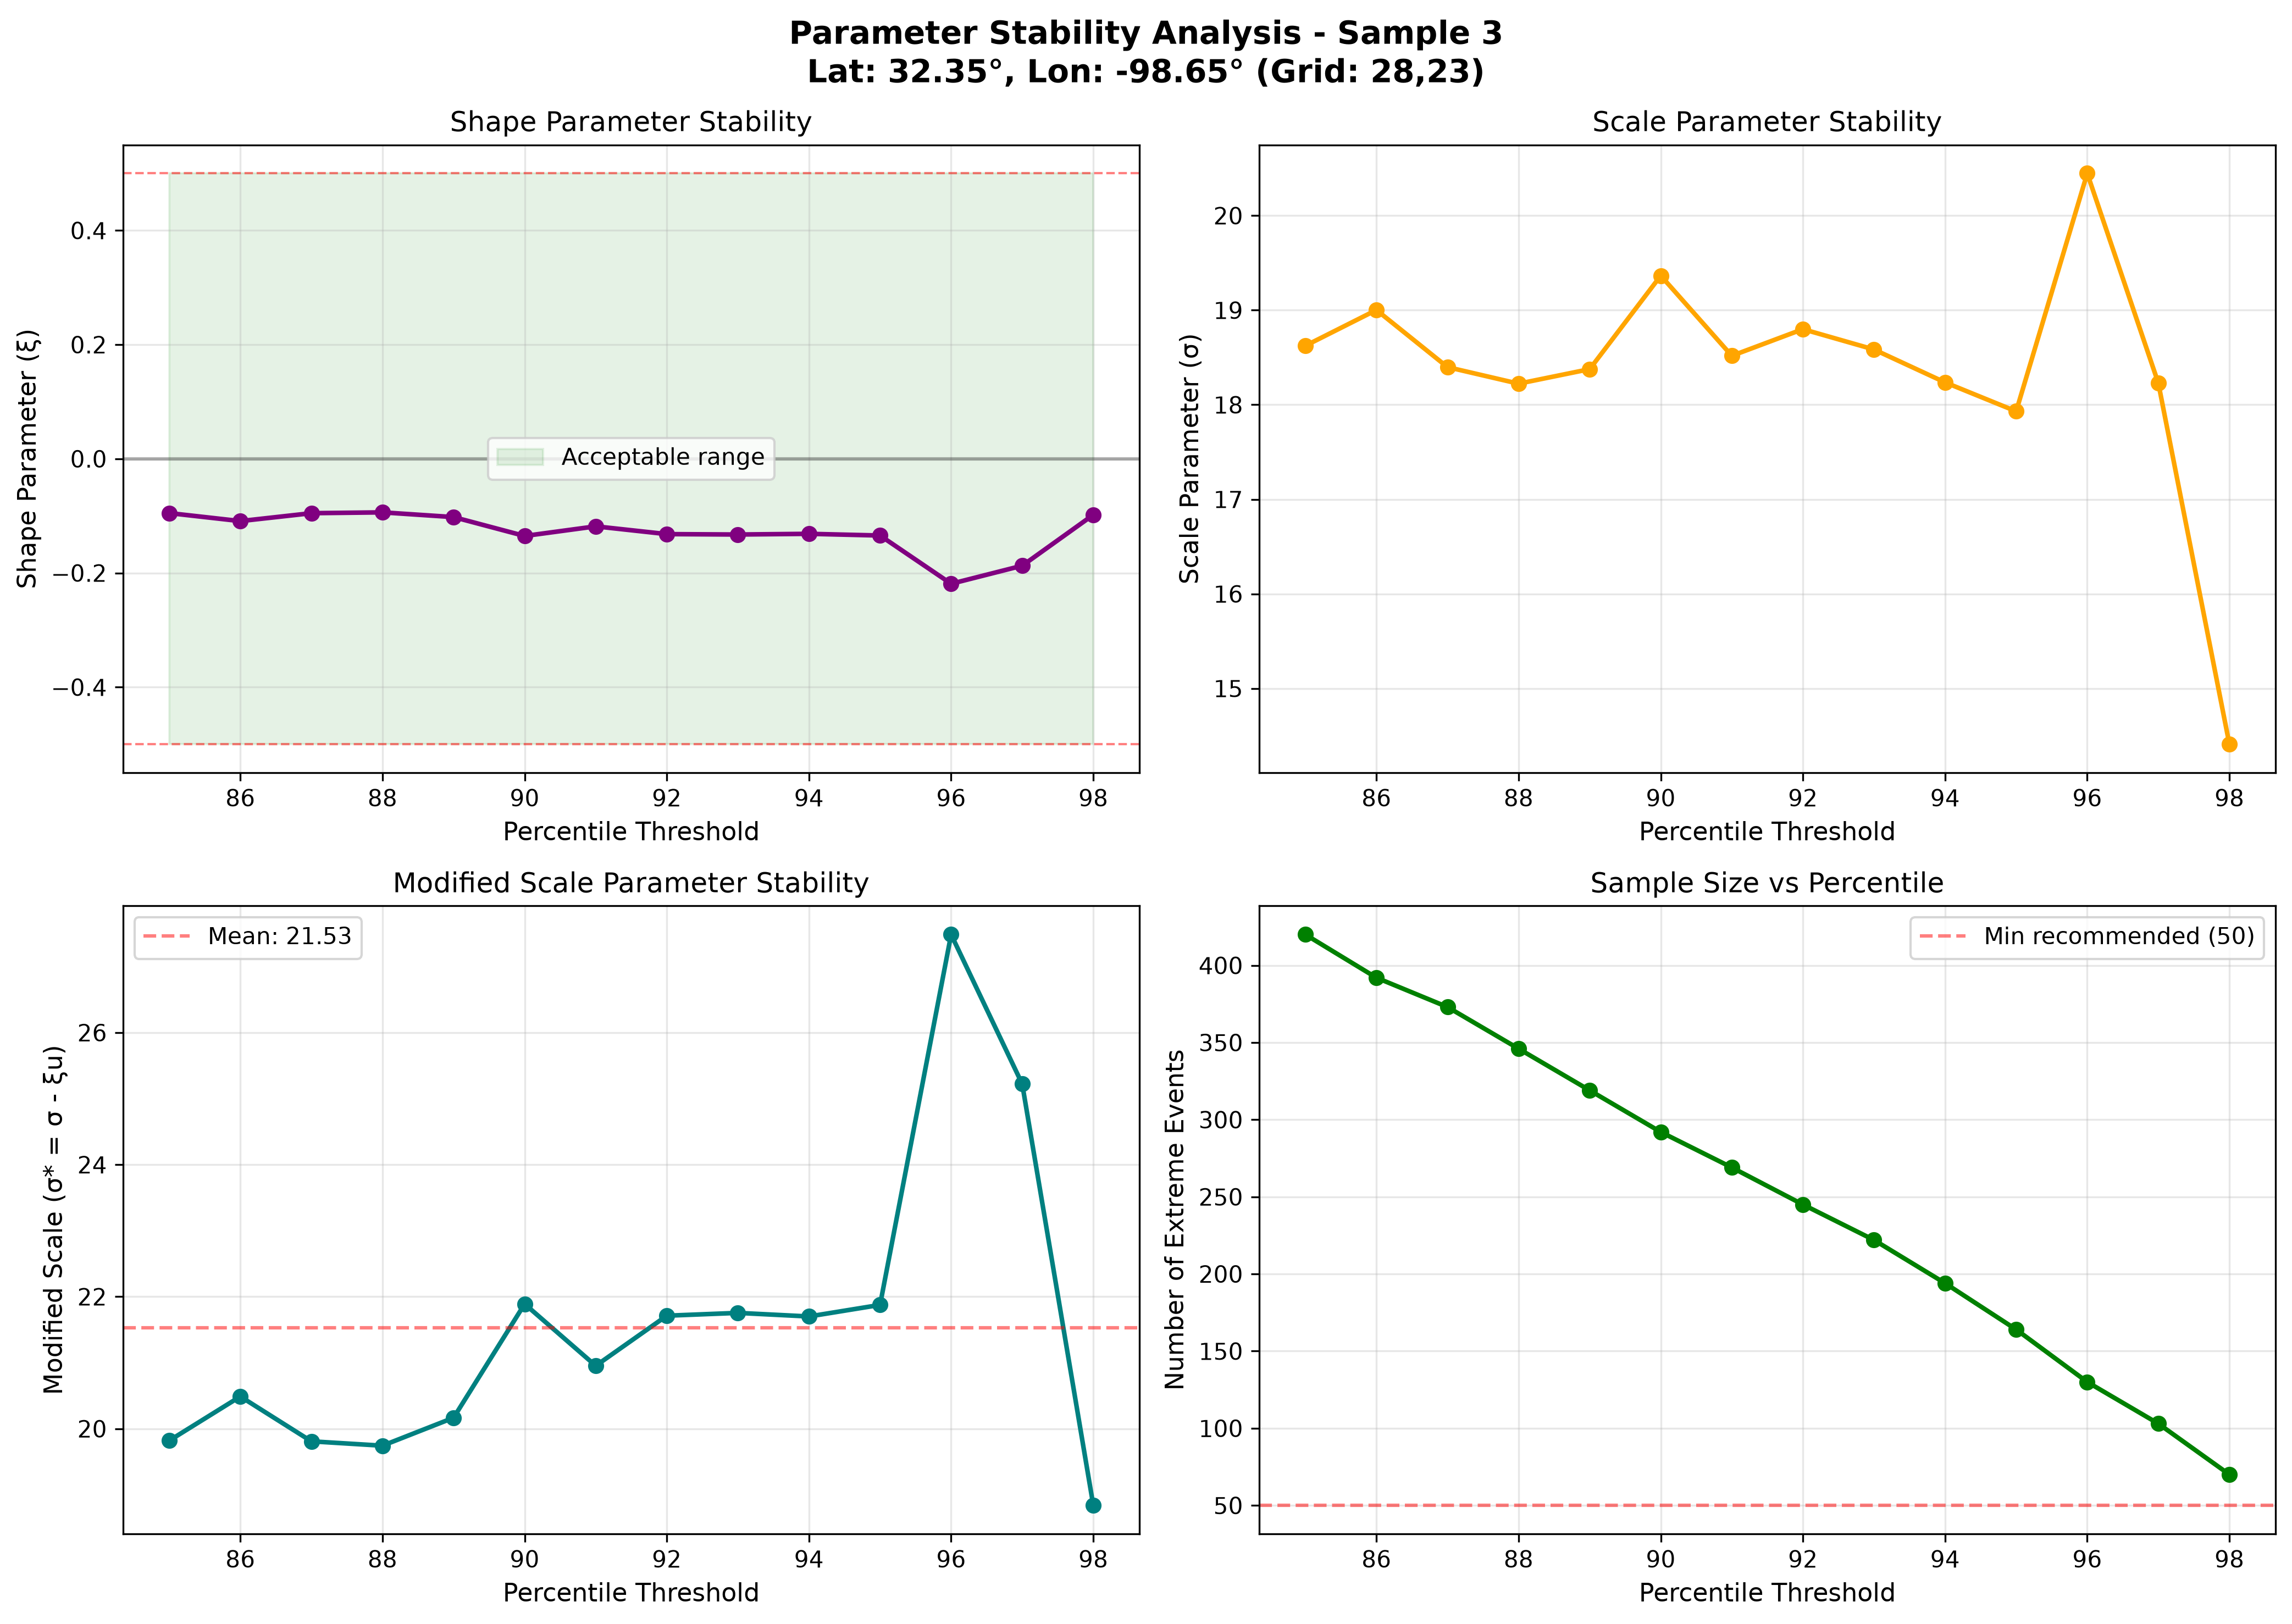 Parameter Stability Analysis - Sample 3
Lat: 32.35°, Lon: -98.65° (Grid: 28,23)
Shape Parameter Stability
Shape Parameter (ξ)
0.4
0.2
0.0
−0.2
−0.4
Acceptable range
86 88 90 92 94 96 98
Percentile Threshold
Scale Parameter Stability
Scale Parameter (σ)
20
19
18
17
16
15
86 88 90 92 94 96 98
Percentile Threshold
Modified Scale Parameter Stability
Modified Scale (σ* = σ - ξu)
Mean: 21.53
26
24
22
20
86 88 90 92 94 96 98
Percentile Threshold
Sample Size vs Percentile
Number of Extreme Events
Min recommended (50)
400
350
300
250
200
150
100
50
86 88 90 92 94 96 98
Percentile Threshold